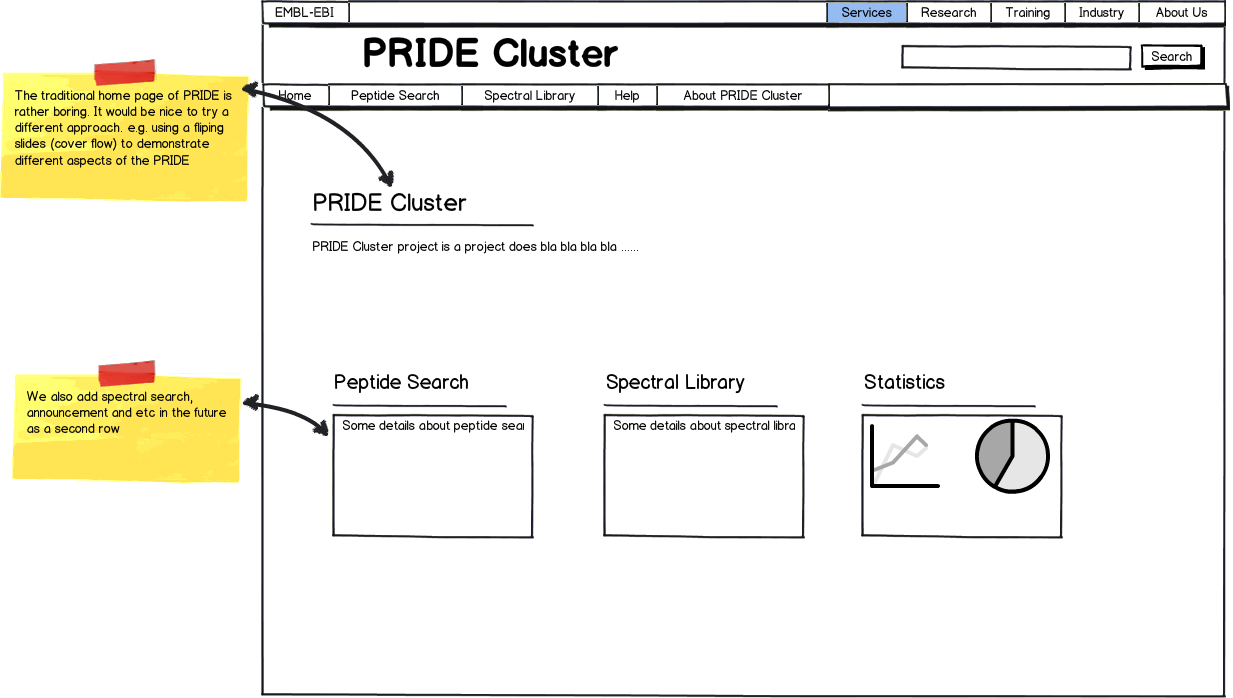 EMBL-EBI
Services
Research
Training
Industry
About Us
PRIDE Cluster
Search
Home
Peptide Search
Spectral Library
Help
About PRIDE Cluster
The traditional home page of PRIDE is
rather boring. It would be nice to try a
different approach. e.g. using a fliping
slides (cover flow) to demonstrate
different aspects of the PRIDE
PRIDE Cluster
PRIDE Cluster project is a project does bla bla bla bla ......
We also add spectral search,
announcement and etc in the future
as a second row
Peptide Search
Some details about peptide sear
Spectral Library
Some details about spectral libra
Statistics